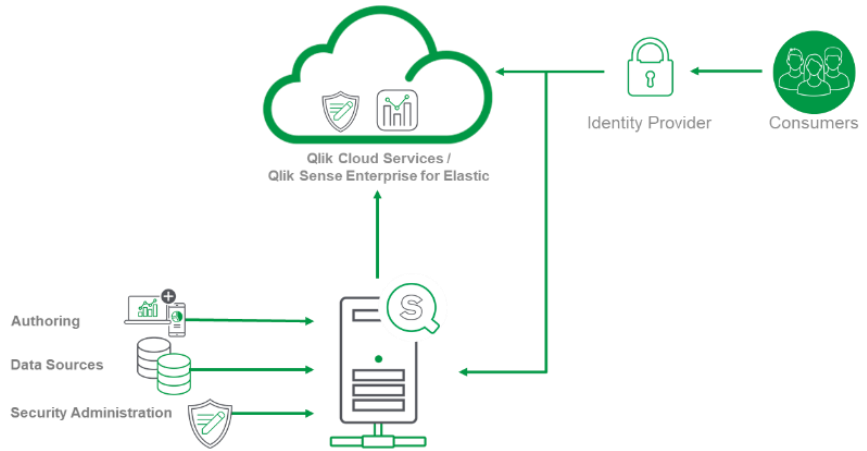 Identity Provider
Consumers
Qlik Cloud Services /
Qlik Sense Enterprise for Elastic
S
Authoring
Data Sources
Security Administration